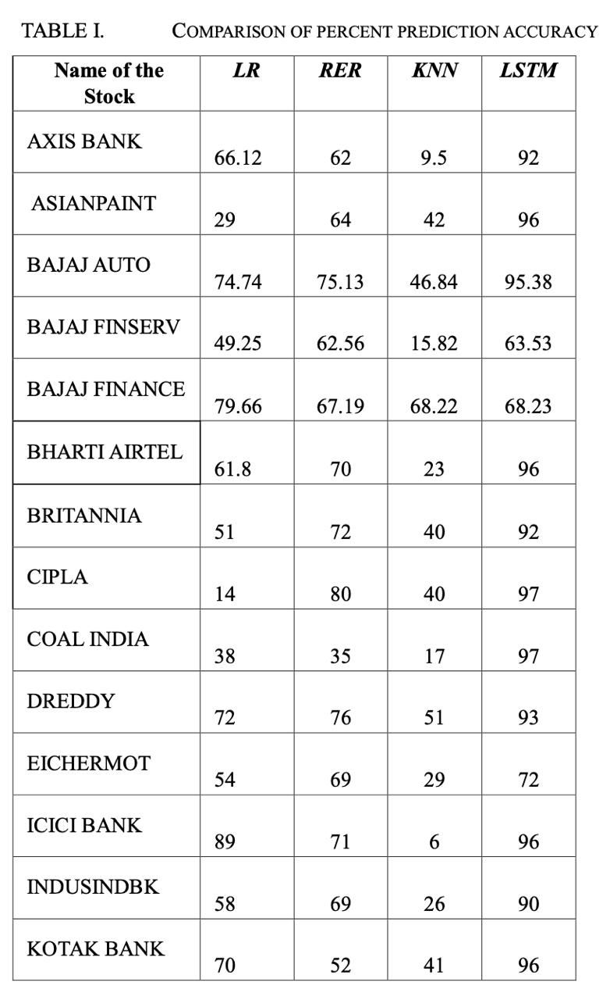 TABLE I. COMPARISON OF PERCENT PREDICTION ACCURACY
Name of the Stock LR RER KNN LSTM
AXIS BANK 66.12 62 9.5 92
ASIANPAINT 29 64 42 96
BAJAJ AUTO 74.74 75.13 46.84 95.38
BAJAJ FINSERV 49.25 62.56 15.82 63.53
BAJAJ FINANCE 79.66 67.19 68.22 68.23
BHARTI AIRTEL 61.8 70 23 96
BRITANNIA 51 72 40 92
CIPLA 14 80 40 97
COAL INDIA 38 35 17 97
DREDDY 72 76 51 93
EICHERMOT 54 69 29 72
ICICI BANK 89 71 6 96
INDUSINDBK 58 69 26 90
KOTAK BANK 70 52 41 96